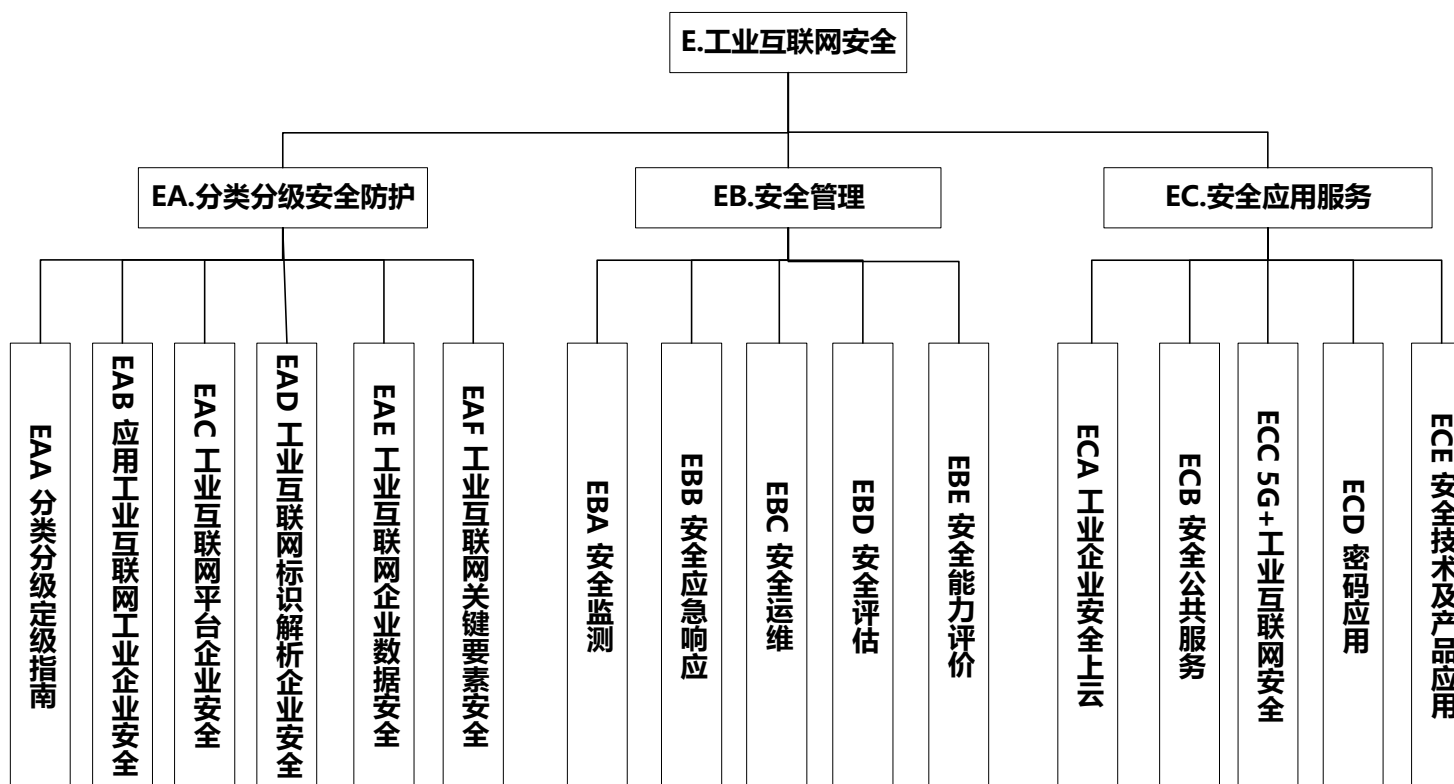 E.工业互联网安全
EA.分类分级安全防护
EB.安全管理
EC.安全应用服务
EAA 分类分级定级指南
EAB 应用工业互联网工业企业安全
EAC 工业互联网平台企业安全
EAD 工业互联网标识解析企业安全
EAE 工业互联网企业数据安全
EAF 工业互联网关键要素安全
EBA 安全监测
EBB 安全应急响应
EBC 安全运维
EBD 安全评估
EBE 安全能力评价
ECA 工业企业安全上云
ECB 安全公共服务
ECC 5G+工业互联网安全
ECD 密码应用
ECE 安全技术及产品应用